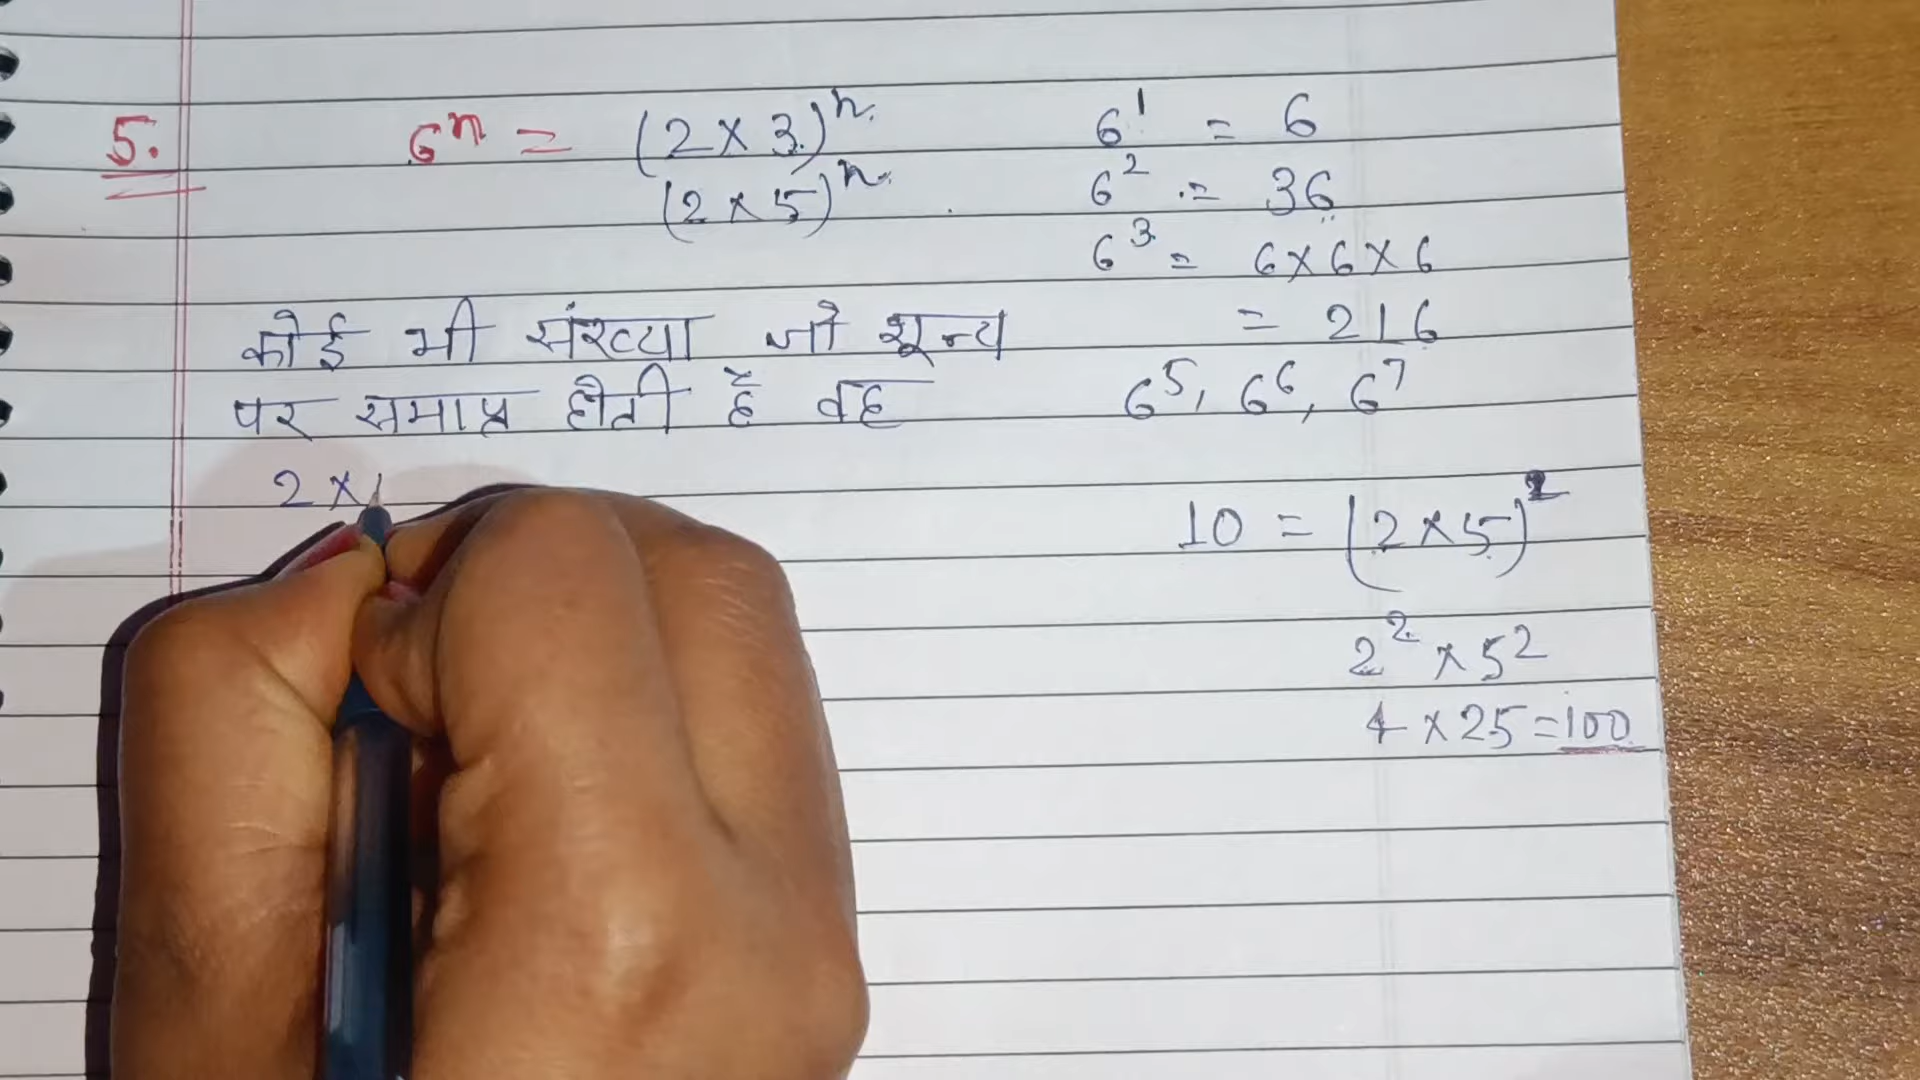 5. 6ⁿ = (2 × 3)ⁿ
(2 × 5)ⁿ
कोई भी संख्या जो शून्य
पर समाप्त होती है वह
2 ×
6¹ = 6
6² = 36
6³ = 6 × 6 × 6
= 216
6⁵, 6⁶, 6⁷
10 = (2 × 5)²
2² × 5²
4 × 25 = 100